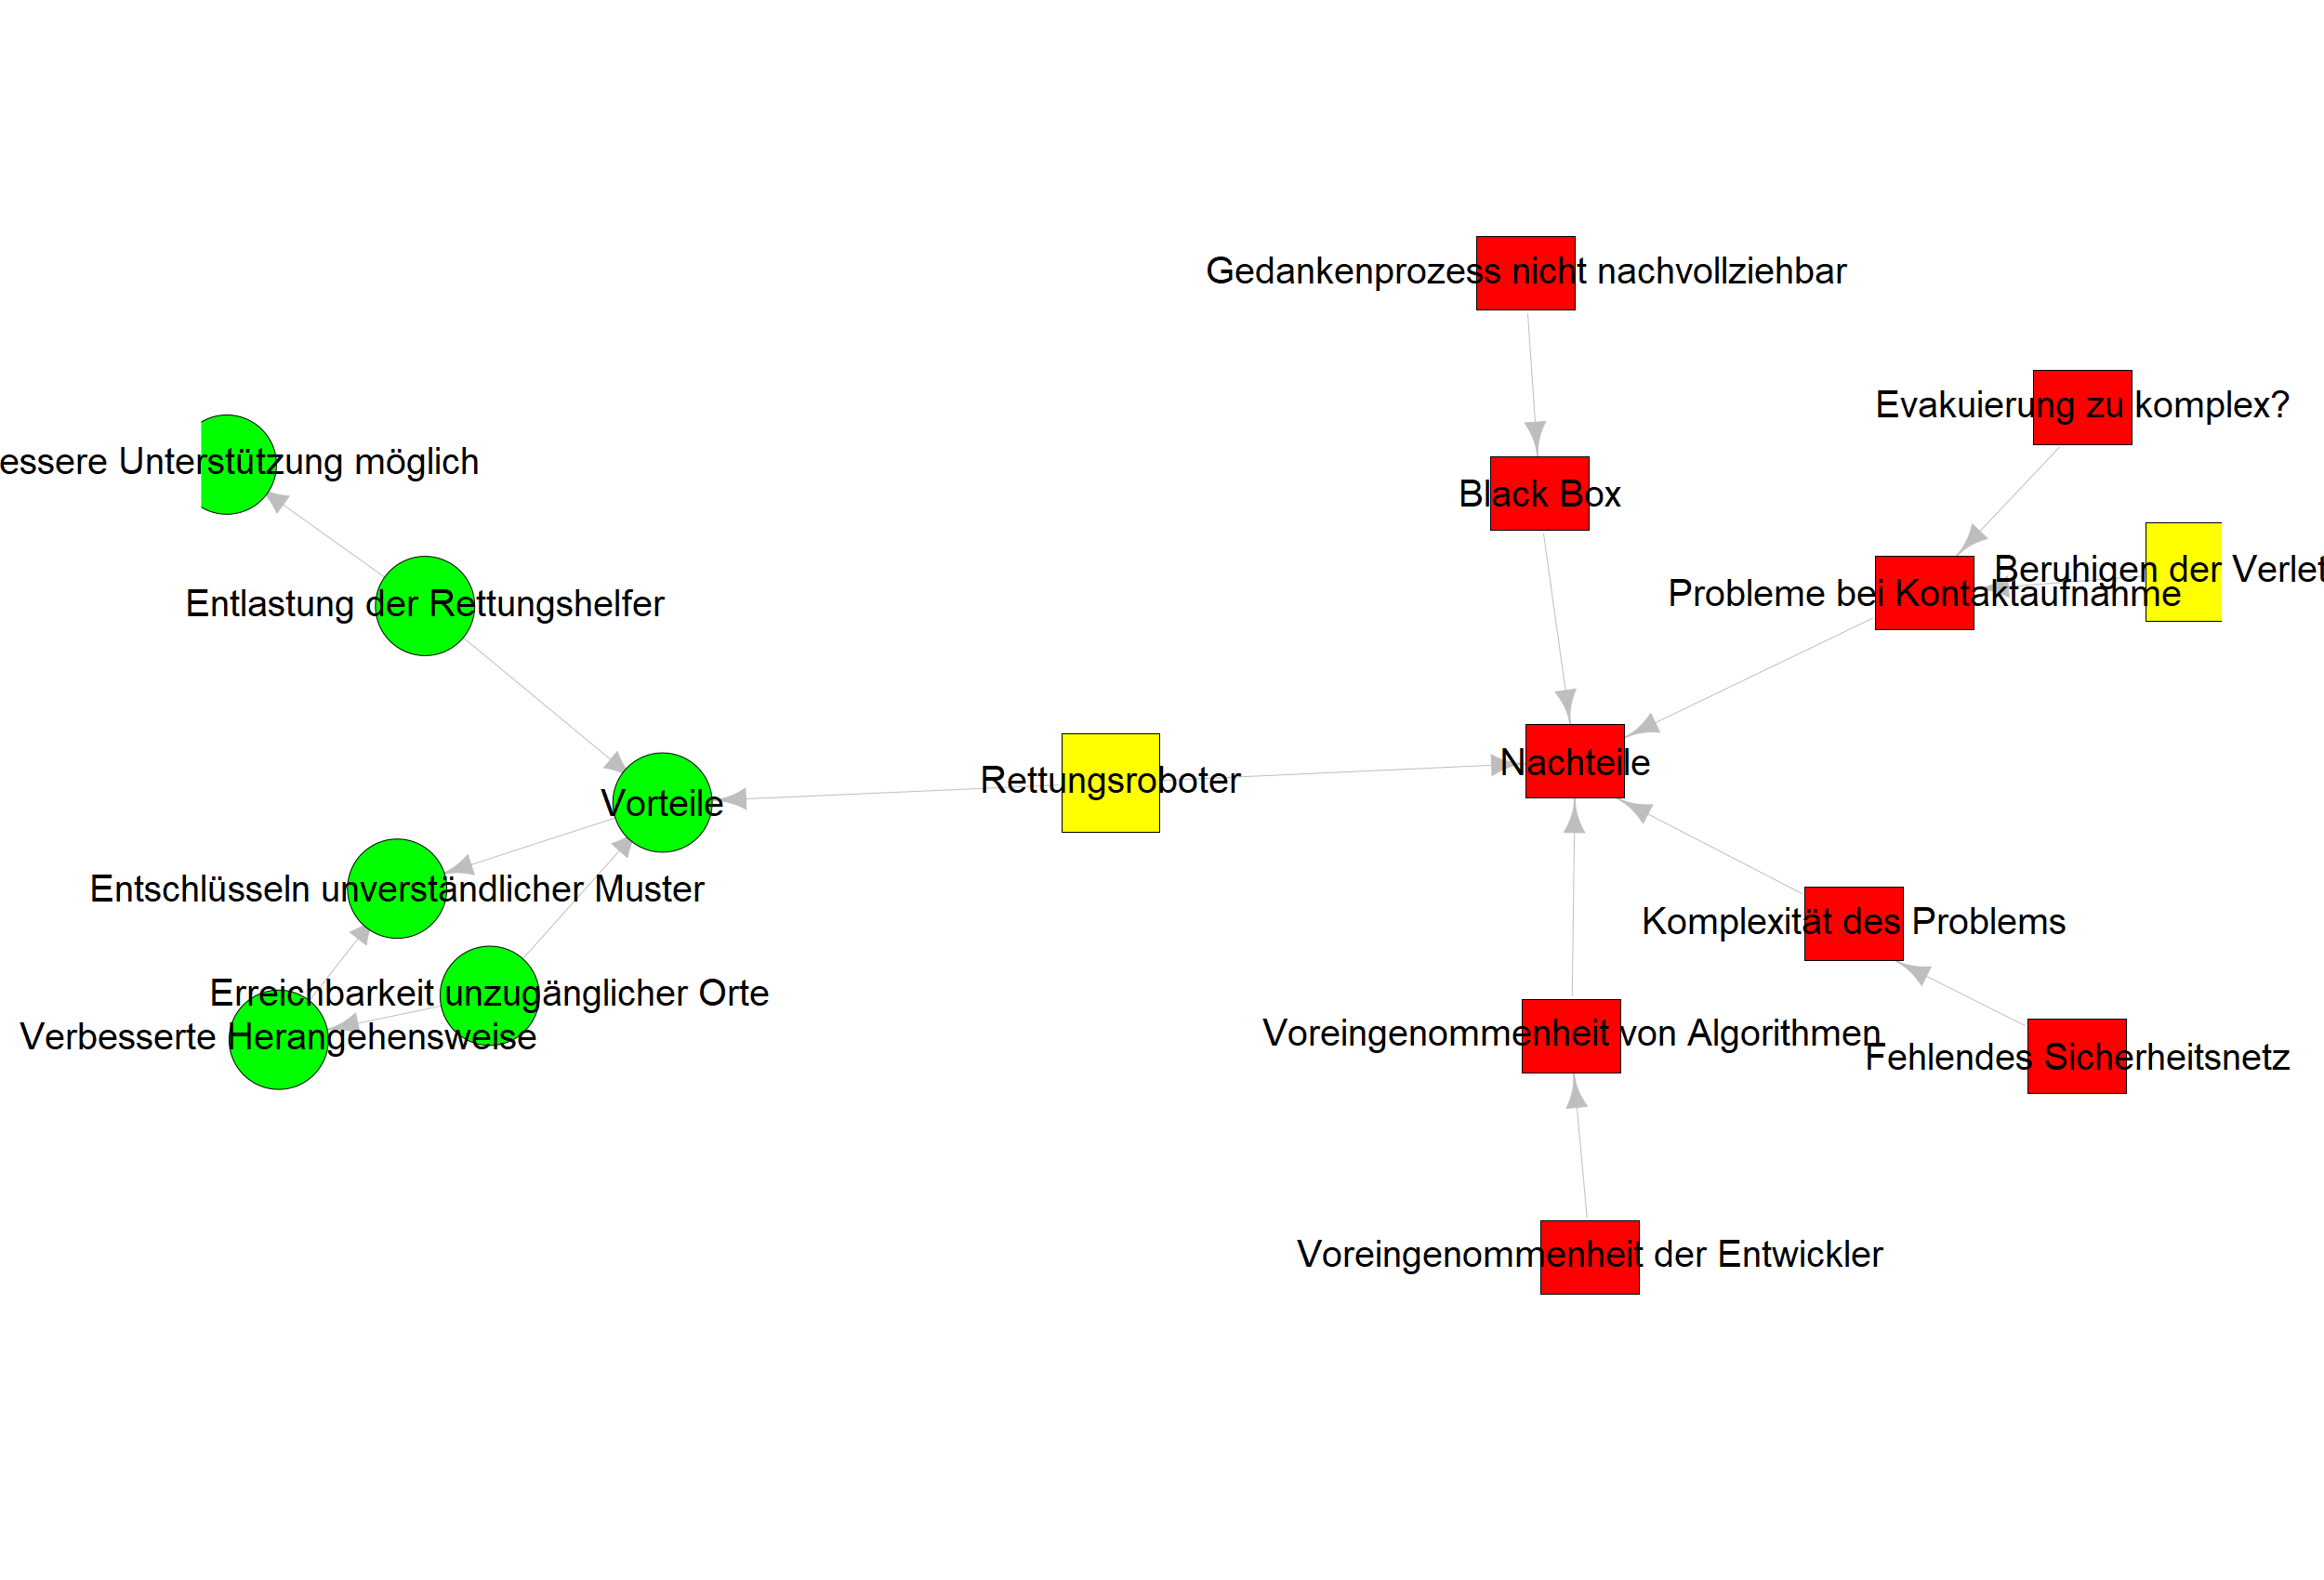 Gedankenprozess nicht nachvollziehbar
Evakuierung zu komplex?
essere Unterstützung möglich
Black Box
Beruhigen der Verlet
Probleme bei Kontaktaufnahme
Entlastung der Rettungshelfer
Nachteile
Rettungsroboter
Vorteile
Entschlüsseln unverständlicher Muster
Komplexität des Problems
Erreichbarkeit unzugänglicher Orte
Voreingenommenheit von Algorithmen
Verbesserte Herangehensweise
Fehlendes Sicherheitsnetz
Voreingenommenheit der Entwickler